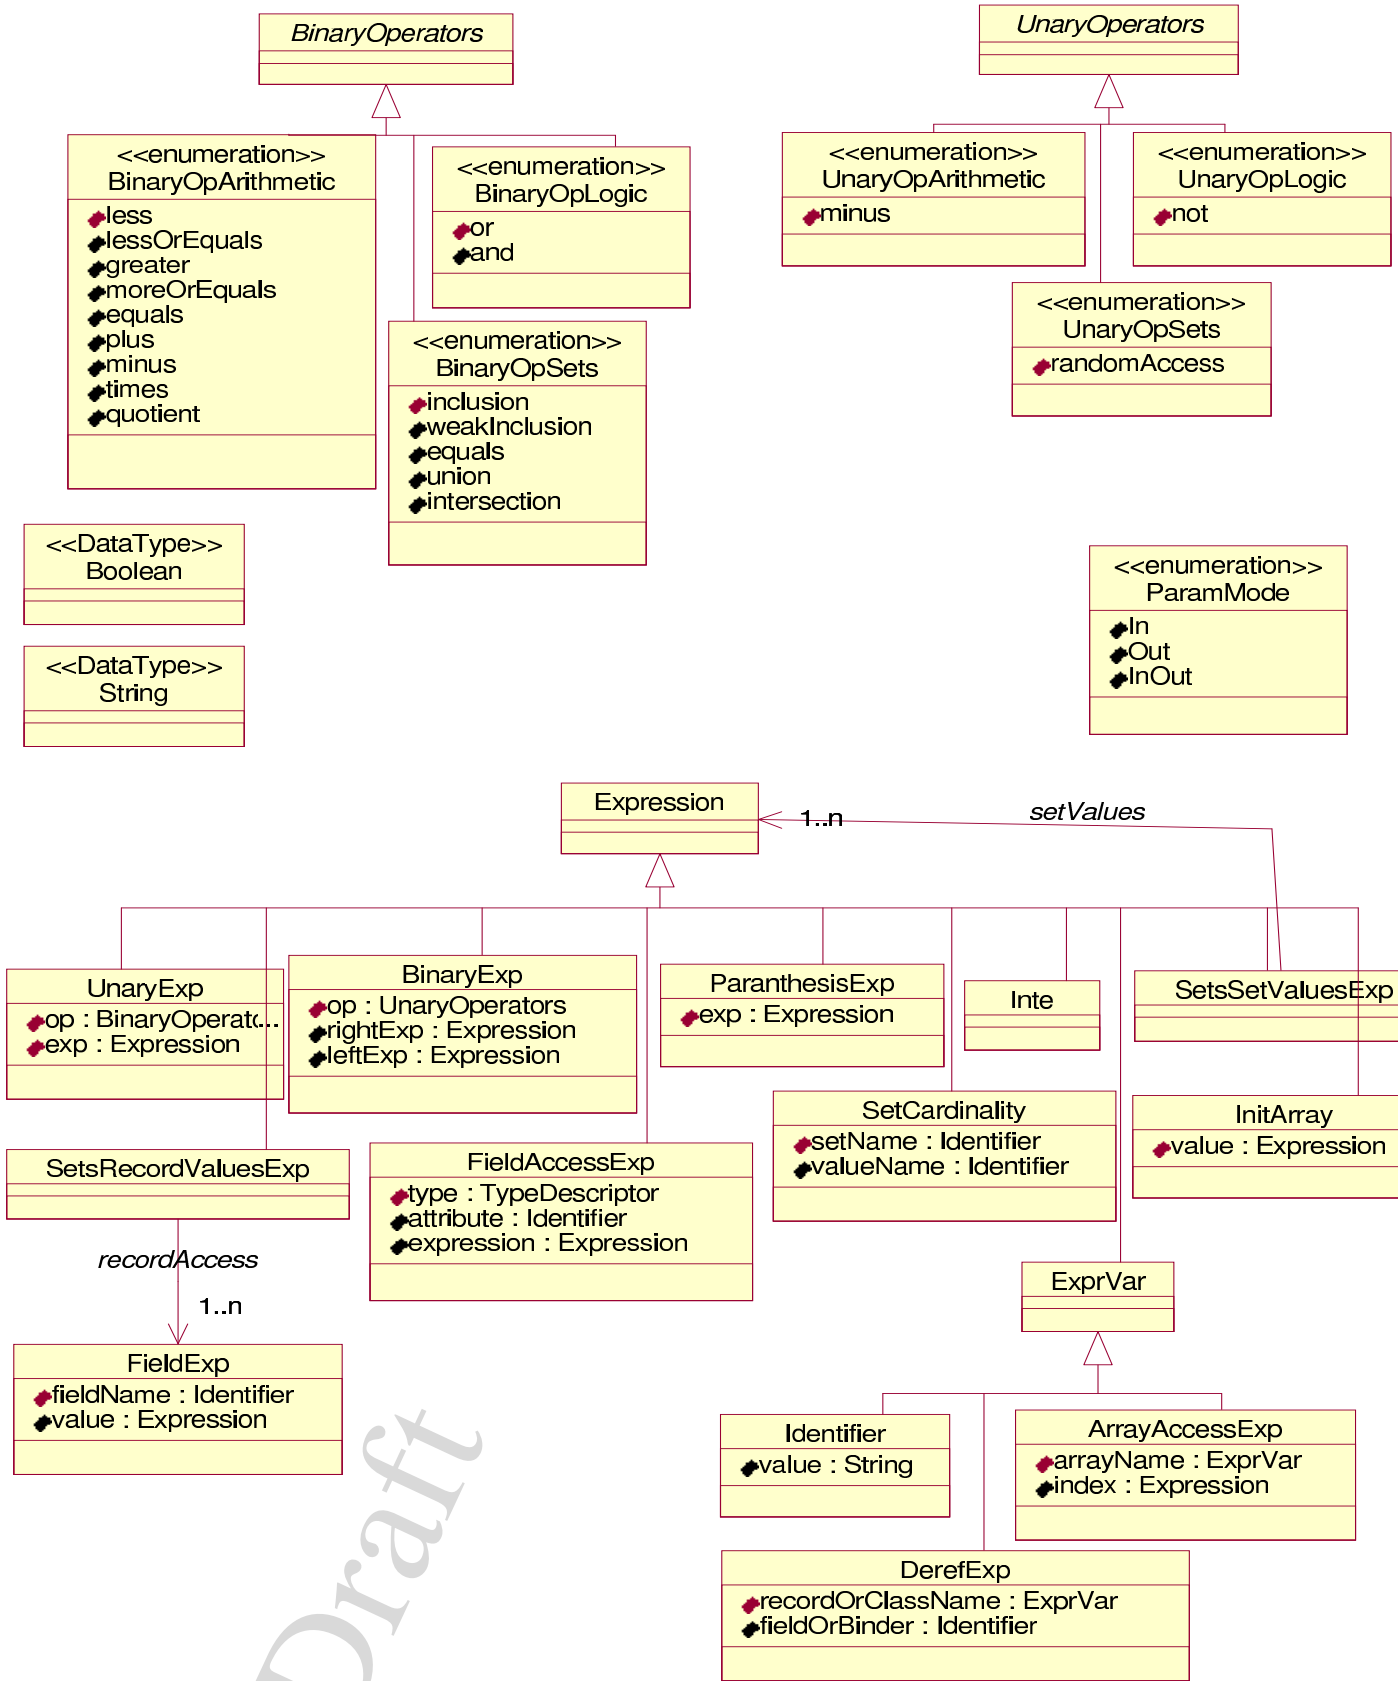 BinaryOperators
UnaryOperators
<<enumeration>>
BinaryOpArithmetic
less
lessOrEquals
greater
moreOrEquals
equals
plus
minus
times
quotient
<<enumeration>>
BinaryOpLogic
or
and
<<enumeration>>
BinaryOpSets
inclusion
weakInclusion
equals
union
intersection
<<enumeration>>
UnaryOpArithmetic
minus
<<enumeration>>
UnaryOpLogic
not
<<enumeration>>
UnaryOpSets
randomAccess
<<DataType>>
Boolean
<<DataType>>
String
<<enumeration>>
ParamMode
In
Out
InOut
Expression
1..n
setValues
UnaryExp
op : BinaryOperato...
exp : Expression
BinaryExp
op : UnaryOperators
rightExp : Expression
leftExp : Expression
ParanthesisExp
exp : Expression
Inte
SetsSetValuesExp
SetsRecordValuesExp
FieldAccessExp
type : TypeDescriptor
attribute : Identifier
expression : Expression
SetCardinality
setName : Identifier
valueName : Identifier
InitArray
value : Expression
recordAccess
1..n
ExprVar
FieldExp
fieldName : Identifier
value : Expression
Identifier
value : String
ArrayAccessExp
arrayName : ExprVar
index : Expression
DerefExp
recordOrClassName : ExprVar
fieldOrBinder : Identifier
Draft